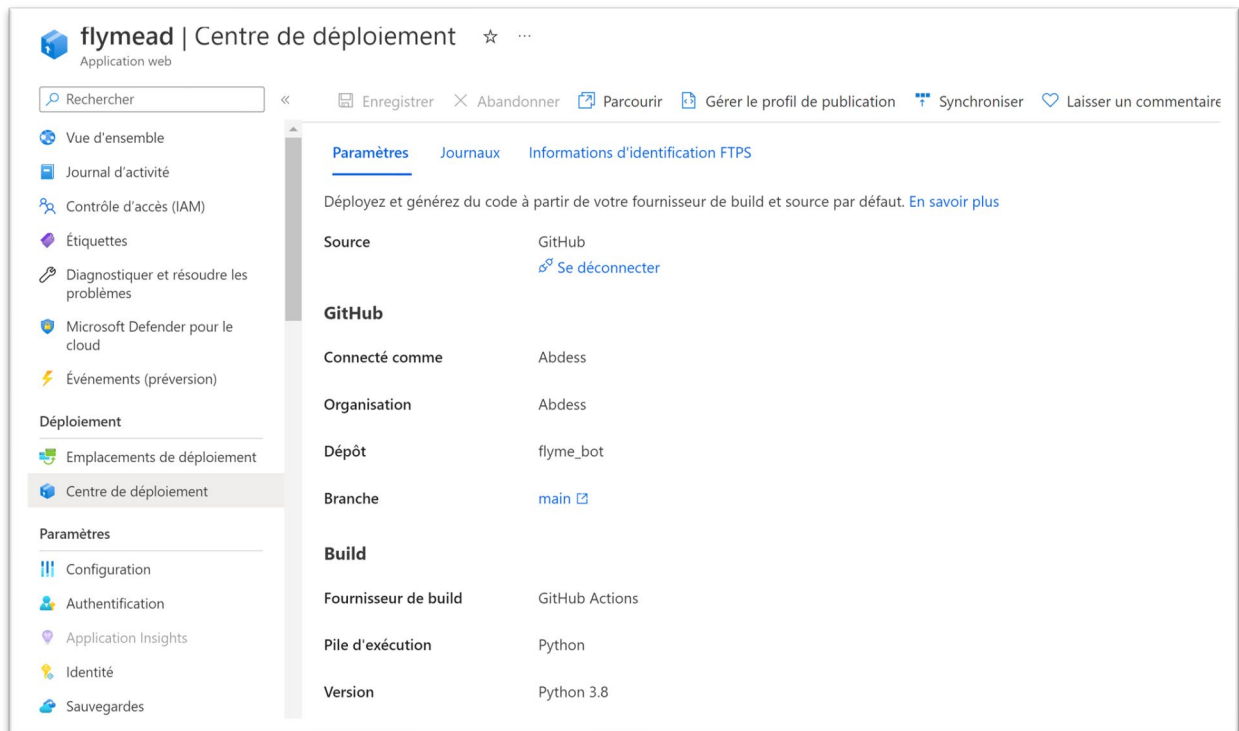 flymead | Centre de déploiement ☆ ...
Application web
Rechercher «
Enregistrer Abandonner Parcourir Gérer le profil de publication Synchroniser Laisser un commentaire
Vue d'ensemble
Journal d'activité
Contrôle d'accès (IAM)
Étiquettes
Diagnostiquer et résoudre les
problèmes
Microsoft Defender pour le
cloud
Événements (préversion)
Déploiement
Emplacements de déploiement
Centre de déploiement
Paramètres
Configuration
Authentification
Application Insights
Identité
Sauvegardes
Paramètres Journaux Informations d'identification FTPS
Déployez et générez du code à partir de votre fournisseur de build et source par défaut. En savoir plus
Source GitHub
Se déconnecter
GitHub
Connecté comme Abdess
Organisation Abdess
Dépôt flyme_bot
Branche main
Build
Fournisseur de build GitHub Actions
Pile d'exécution Python
Version Python 3.8